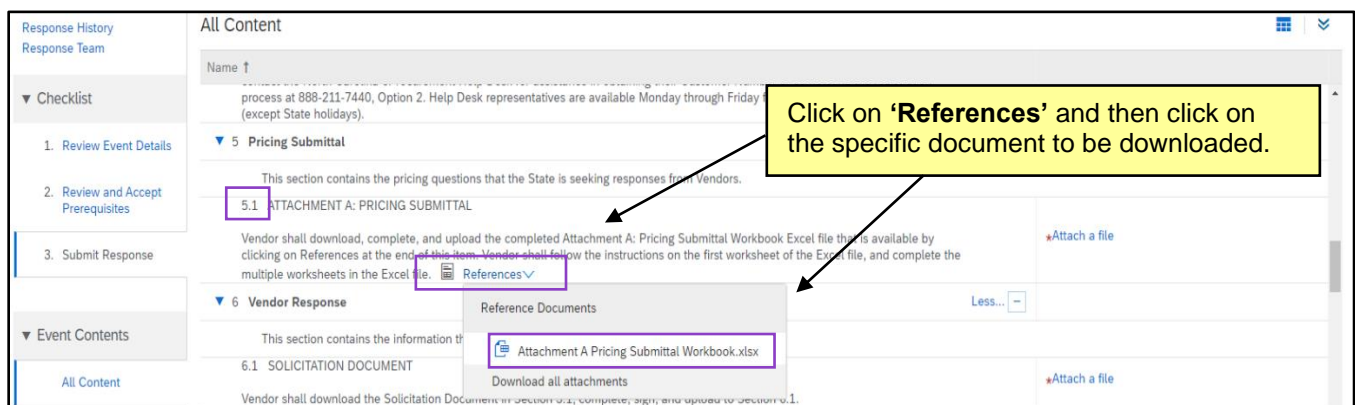 Response History
Response Team
▼ Checklist
1. Review Event Details
2. Review and Accept
Prerequisites
3. Submit Response
▼ Event Contents
All Content
All Content
Name ↑
process at 888-211-7440, Option 2. Help Desk representatives are available Monday through Friday
(except State holidays).
▼ 5 Pricing Submittal
This section contains the pricing questions that the State is seeking responses from Vendors.
5.1 ATTACHMENT A: PRICING SUBMITTAL
Vendor shall download, complete, and upload the completed Attachment A: Pricing Submittal Workbook Excel file that is available by
clicking on References at the end of this item. Vendor shall follow the instructions on the first worksheet of the Excel file, and complete the
multiple worksheets in the Excel file. References
*Attach a file
▼ 6 Vendor Response
Less... −
This section contains the information
6.1 SOLICITATION DOCUMENT
Vendor shall download the Solicitation Document in Section 3.1, complete, sign, and upload to Section 6.1.
*Attach a file
Reference Documents
Attachment A Pricing Submittal Workbook.xlsx
Download all attachments
Click on ‘References’ and then click on
the specific document to be downloaded.